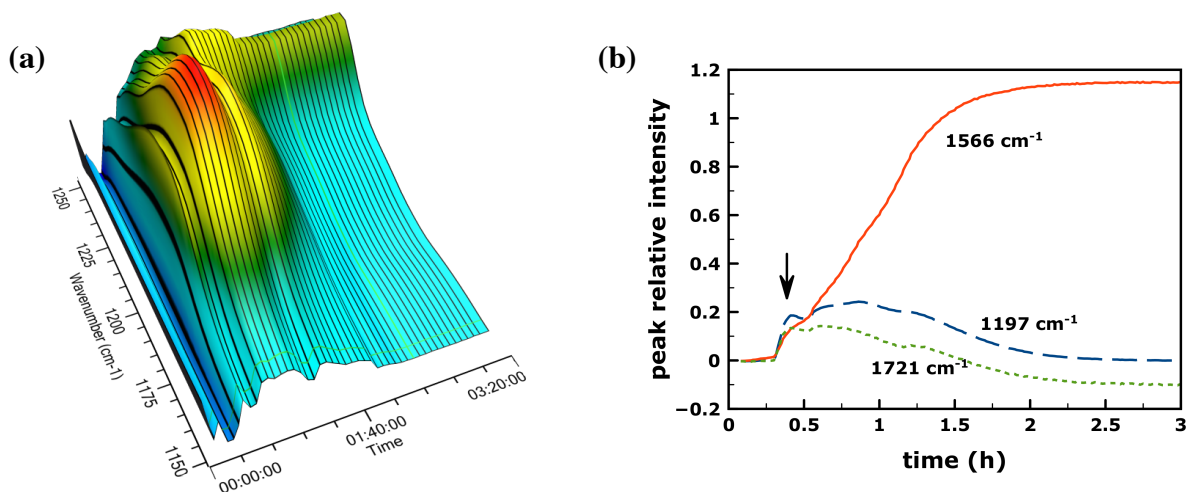 (a)
1250
1225
1200
1175
1150
Wavenumber (cm-1)
00:00:00
01:40:00
03:20:00
Time
(b)
1.2
1
0.8
0.6
0.4
0.2
0
−0.2
peak relative intensity
1566 cm⁻¹
1197 cm⁻¹
1721 cm⁻¹
0
0.5
1
1.5
2
2.5
3
time (h)